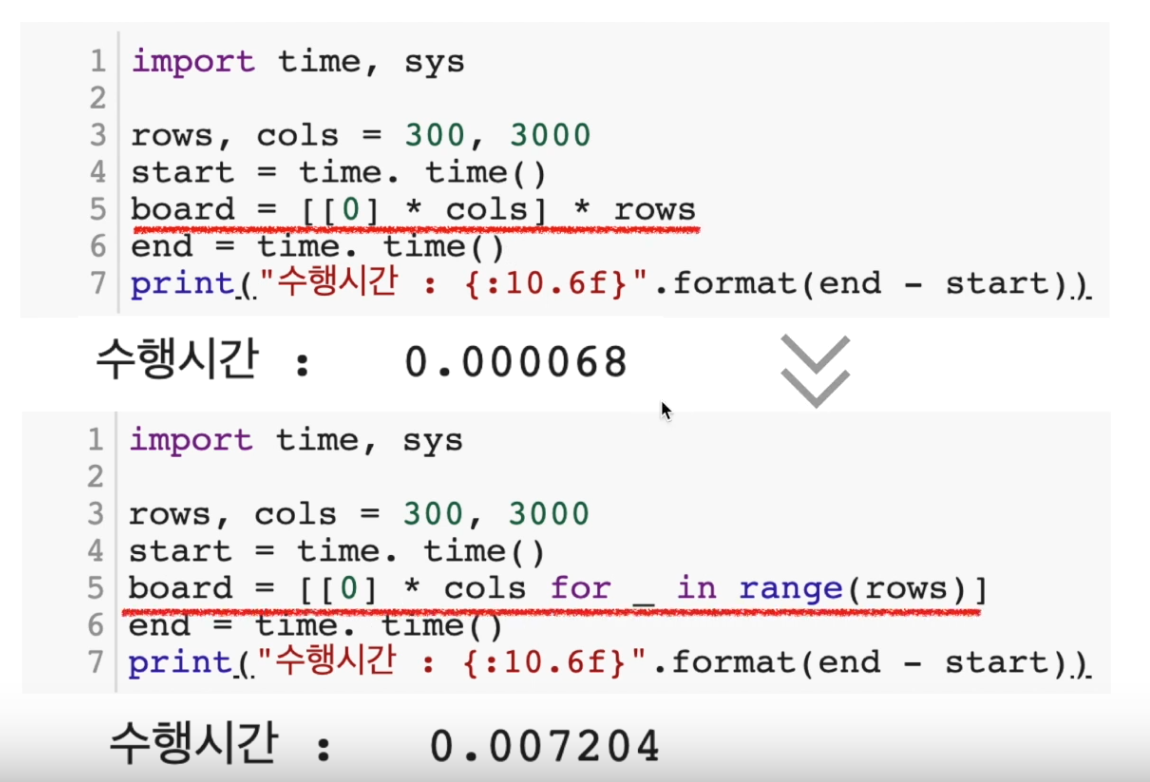 1 import time, sys
2
3 rows, cols = 300, 3000
4 start = time. time()
5 board = [[0] * cols] * rows
6 end = time. time()
7 print("수행시간 : {:10.6f}".format(end - start))
수행시간 :   0.000068
1 import time, sys
2
3 rows, cols = 300, 3000
4 start = time. time()
5 board = [[0] * cols for _ in range(rows)]
6 end = time. time()
7 print("수행시간 : {:10.6f}".format(end - start))
수행시간 :   0.007204